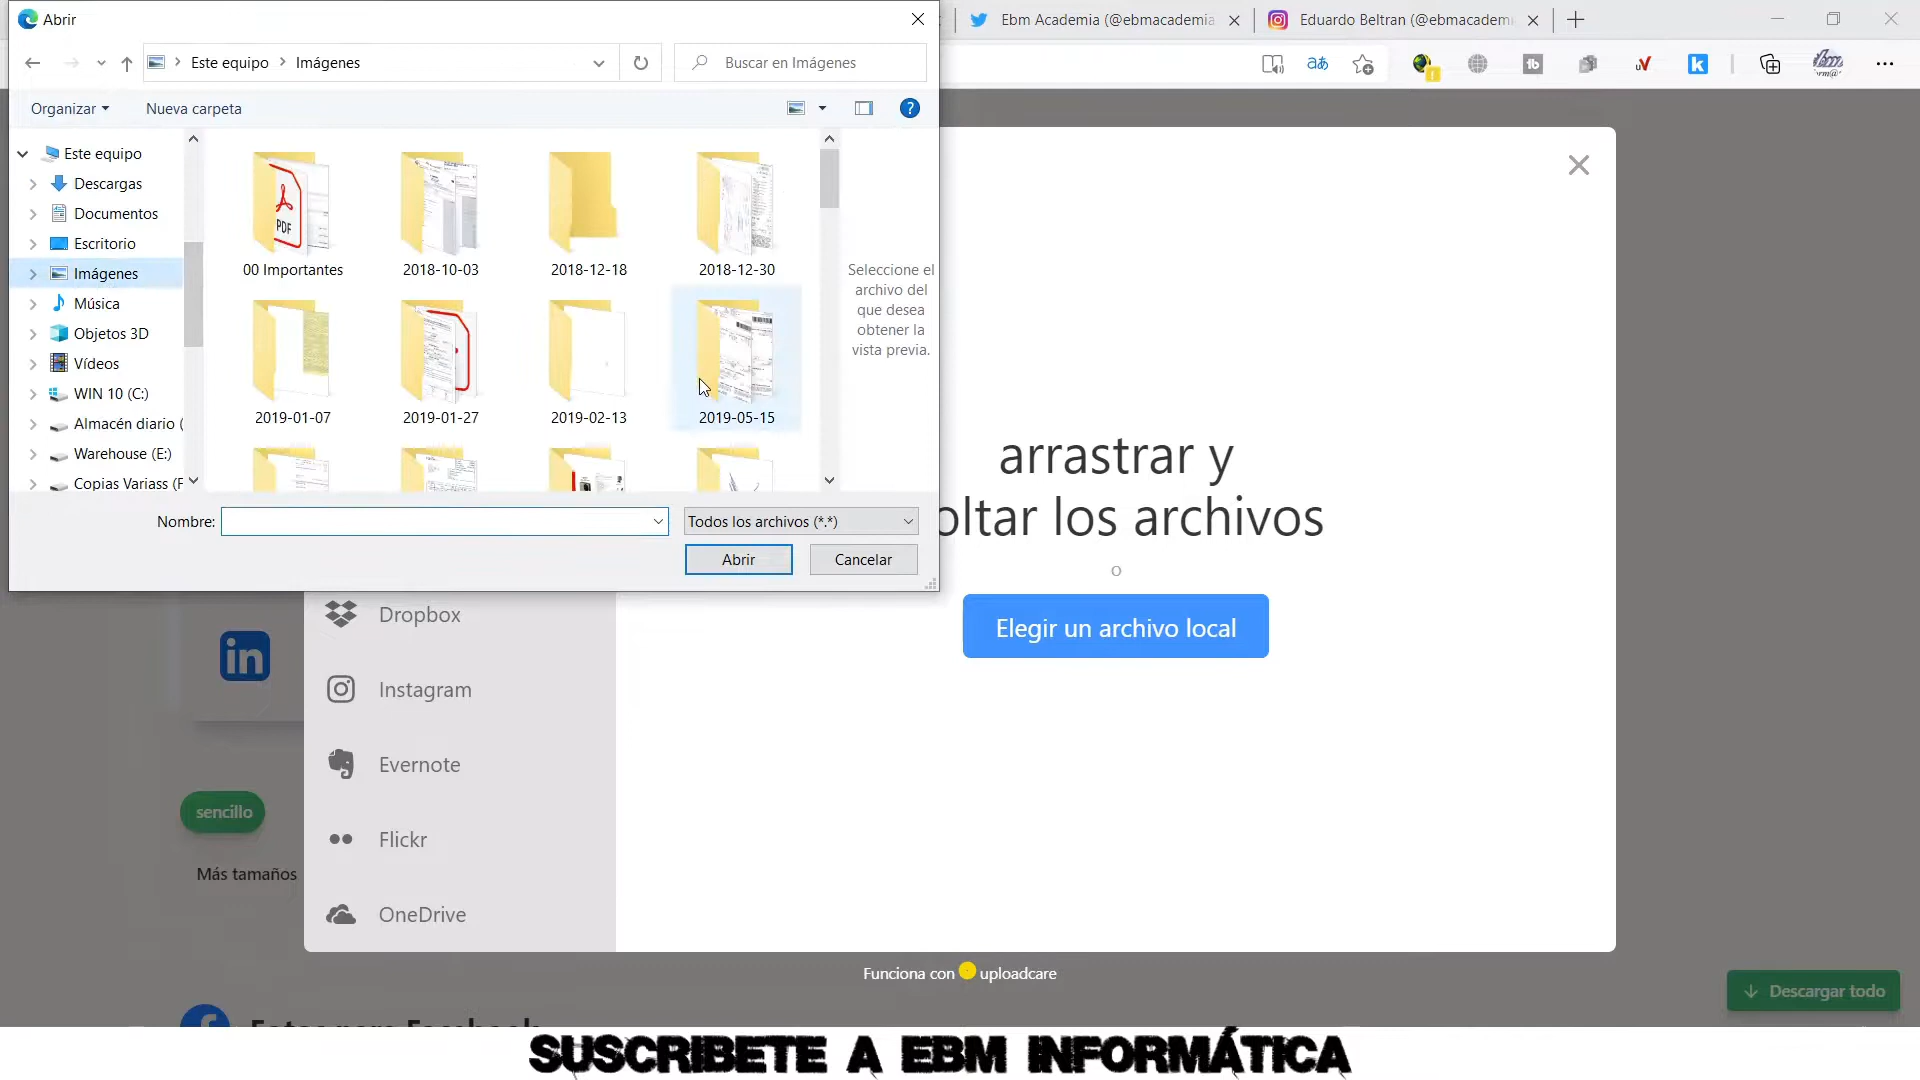 Abrir
Ebm Academia (@ebmacademia
Eduardo Beltran (@ebmacademi
Este equipo
Imágenes
Buscar en Imágenes
Organizar
Nueva carpeta
Este equipo
Descargas
Documentos
Escritorio
Imágenes
Música
Objetos 3D
Vídeos
WIN 10 (C:)
Almacén diario (
Warehouse (E:)
Copias Variass (F
PDF
00 Importantes
2018-10-03
2018-12-18
2018-12-30
2019-01-07
2019-01-27
2019-02-13
2019-05-15
Seleccione el
archivo del
que desea
obtener la
vista previa.
Nombre:
Todos los archivos (*.*)
Abrir
Cancelar
arrastrar y
oltar los archivos
o
Elegir un archivo local
Dropbox
Instagram
Evernote
Flickr
OneDrive
in
sencillo
Más tamaños
Funciona con uploadcare
Descargar todo
SUSCRIBETE A EBM INFORMÁTICA